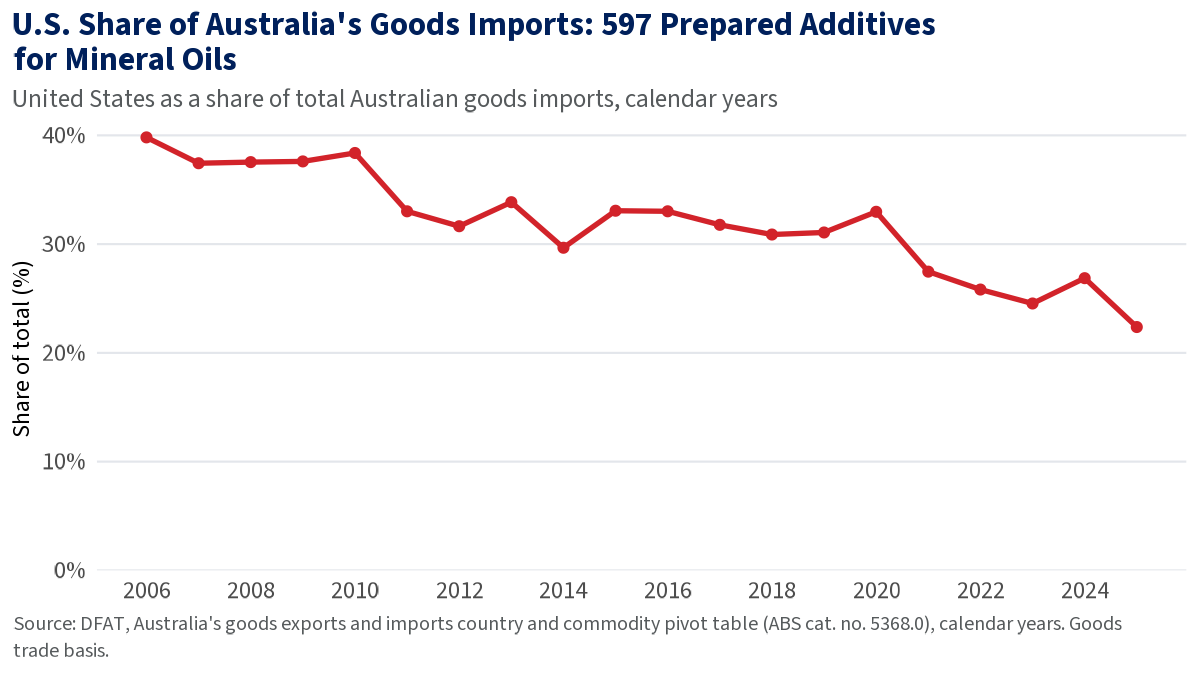 U.S. Share of Australia's Goods Imports: 597 Prepared Additives
for Mineral Oils
United States as a share of total Australian goods imports, calendar years
Share of total (%)
40%
30%
20%
10%
0%
2006 2008 2010 2012 2014 2016 2018 2020 2022 2024
Source: DFAT, Australia's goods exports and imports country and commodity pivot table (ABS cat. no. 5368.0), calendar years. Goods
trade basis.